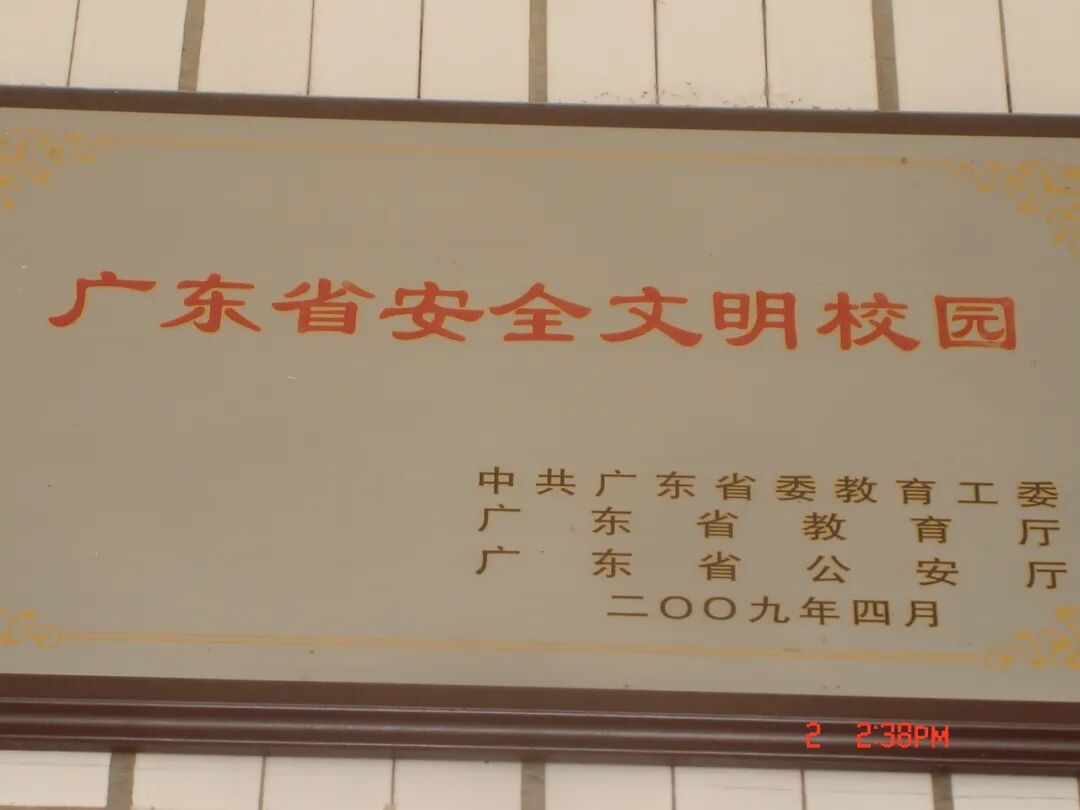 广东省安全文明校园
中共广东省委教育工委
广东省教育厅
广东省公安厅
二〇〇九年四月
2 2:38PM